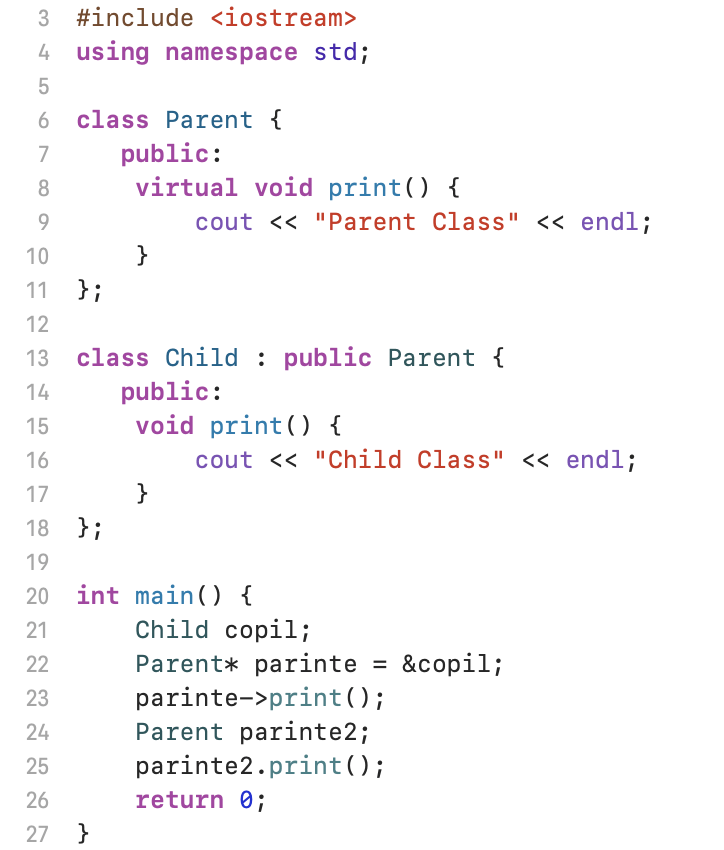 3 #include <iostream>
4 using namespace std;
5
6 class Parent {
7    public:
8     virtual void print() {
9         cout << "Parent Class" << endl;
10     }
11 };
12
13 class Child : public Parent {
14    public:
15     void print() {
16         cout << "Child Class" << endl;
17     }
18 };
19
20 int main() {
21     Child copil;
22     Parent* parinte = &copil;
23     parinte->print();
24     Parent parinte2;
25     parinte2.print();
26     return 0;
27 }